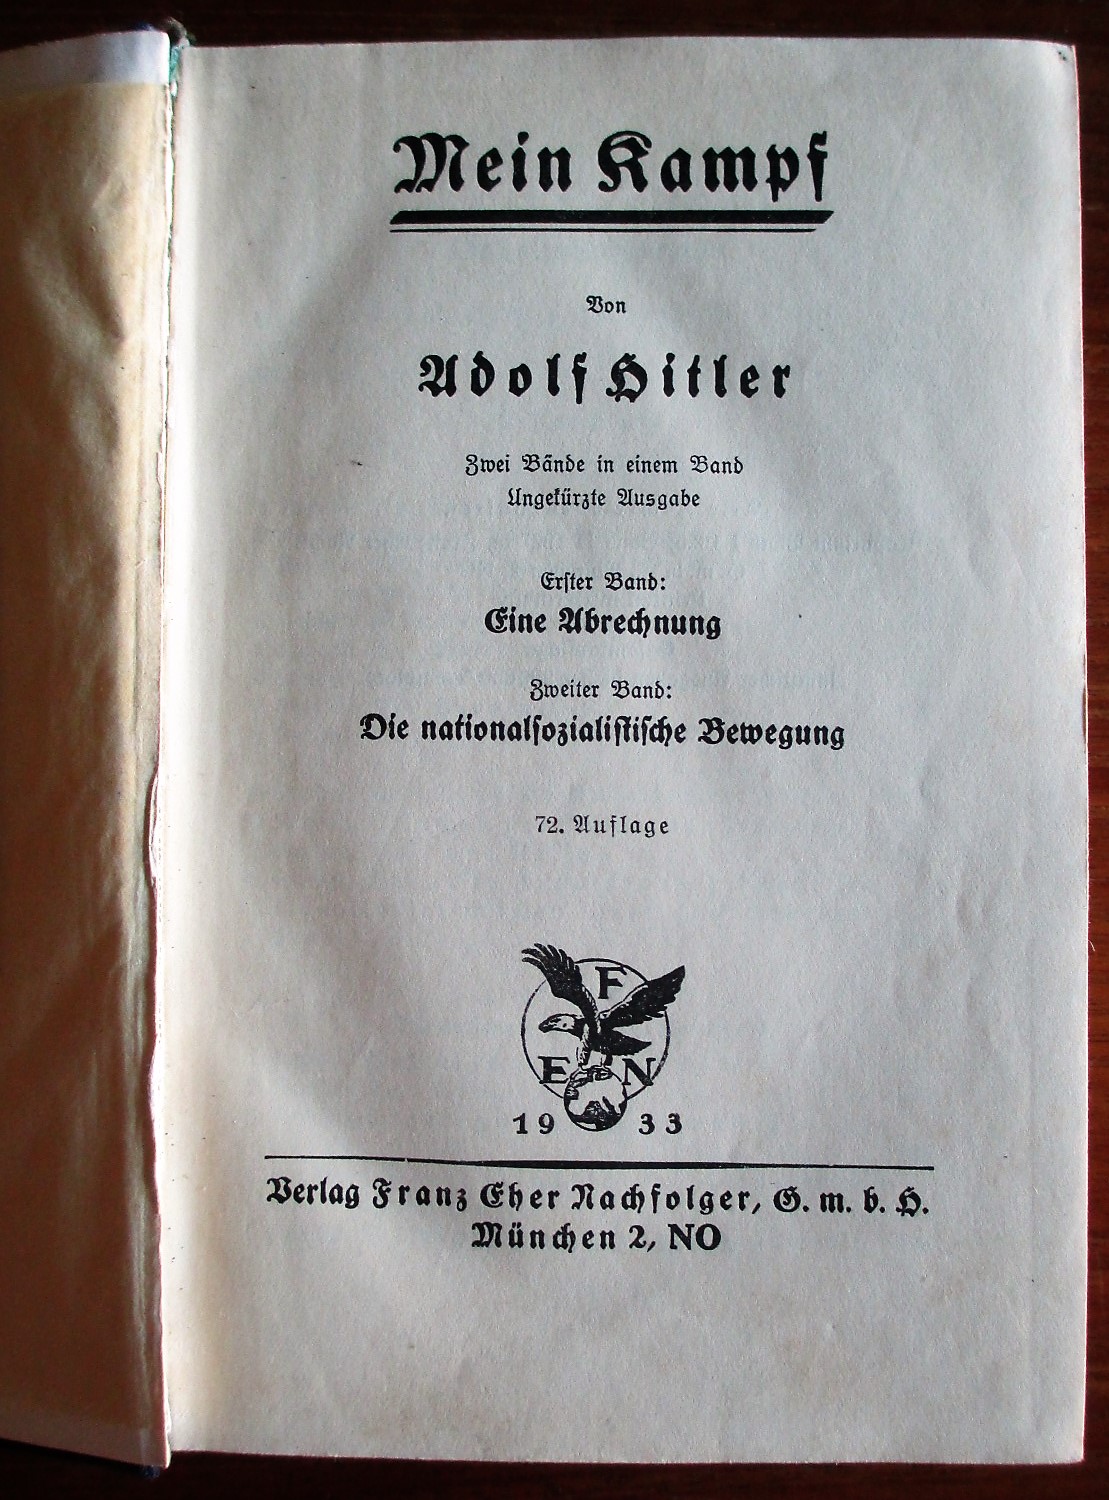 Mein Kampf
Von
Adolf Hitler
Zwei Bände in einem Band
Ungekürzte Ausgabe
Erster Band:
Eine Abrechnung
Zweiter Band:
Die nationalsozialistische Bewegung
72. Auflage
F
E N
19 33
Verlag Franz Eher Nachfolger, G. m. b. H.
München 2, NO